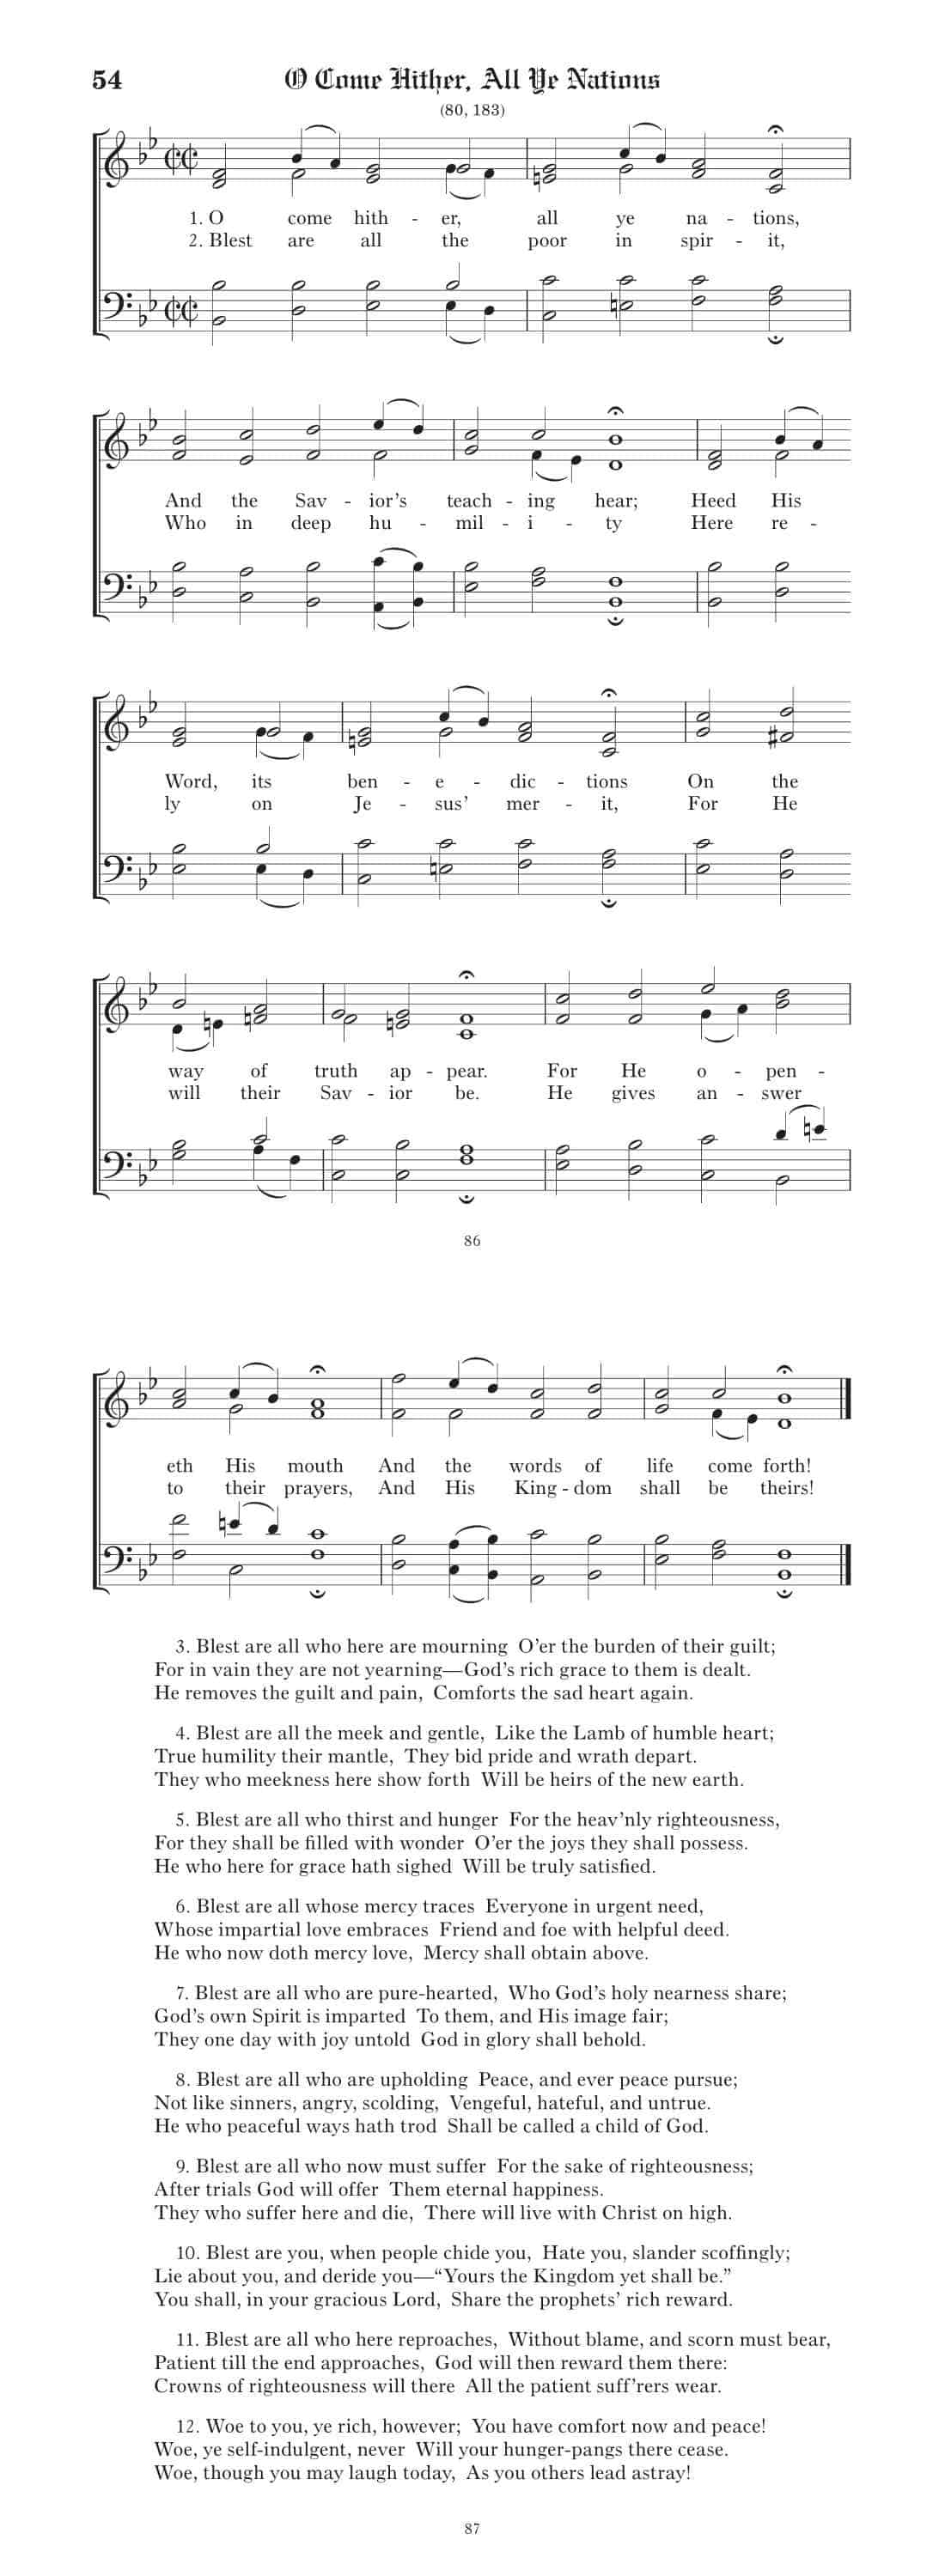 54 O Come Hither, All Ye Nations
(80, 183)
1. O come hith - er, all ye na - tions,
2. Blest are all the poor in spir - it,
And the Sav - ior’s teach - ing hear; Heed His
Who in deep hu - mil - i - ty Here re -
Word, its ben - e - dic - tions On the
ly on Je - sus’ mer - it, For He
way of truth ap - pear. For He o - pen -
will their Sav - ior be. He gives an - swer
86
eth His mouth And the words of life come forth!
to their prayers, And His King - dom shall be theirs!
3. Blest are all who here are mourning O’er the burden of their guilt;
For in vain they are not yearning—God’s rich grace to them is dealt.
He removes the guilt and pain, Comforts the sad heart again.
4. Blest are all the meek and gentle, Like the Lamb of humble heart;
True humility their mantle, They bid pride and wrath depart.
They who meekness here show forth Will be heirs of the new earth.
5. Blest are all who thirst and hunger For the heav’nly righteousness,
For they shall be filled with wonder O’er the joys they shall possess.
He who here for grace hath sighed Will be truly satisfied.
6. Blest are all whose mercy traces Everyone in urgent need,
Whose impartial love embraces Friend and foe with helpful deed.
He who now doth mercy love, Mercy shall obtain above.
7. Blest are all who are pure-hearted, Who God’s holy nearness share;
God’s own Spirit is imparted To them, and His image fair;
They one day with joy untold God in glory shall behold.
8. Blest are all who are upholding Peace, and ever peace pursue;
Not like sinners, angry, scolding, Vengeful, hateful, and untrue.
He who peaceful ways hath trod Shall be called a child of God.
9. Blest are all who now must suffer For the sake of righteousness;
After trials God will offer Them eternal happiness.
They who suffer here and die, There will live with Christ on high.
10. Blest are you, when people chide you, Hate you, slander scoffingly;
Lie about you, and deride you—“Yours the Kingdom yet shall be.”
You shall, in your gracious Lord, Share the prophets’ rich reward.
11. Blest are all who here reproaches, Without blame, and scorn must bear,
Patient till the end approaches, God will then reward them there:
Crowns of righteousness will there All the patient suff’rers wear.
12. Woe to you, ye rich, however; You have comfort now and peace!
Woe, ye self-indulgent, never Will your hunger-pangs there cease.
Woe, though you may laugh today, As you others lead astray!
87